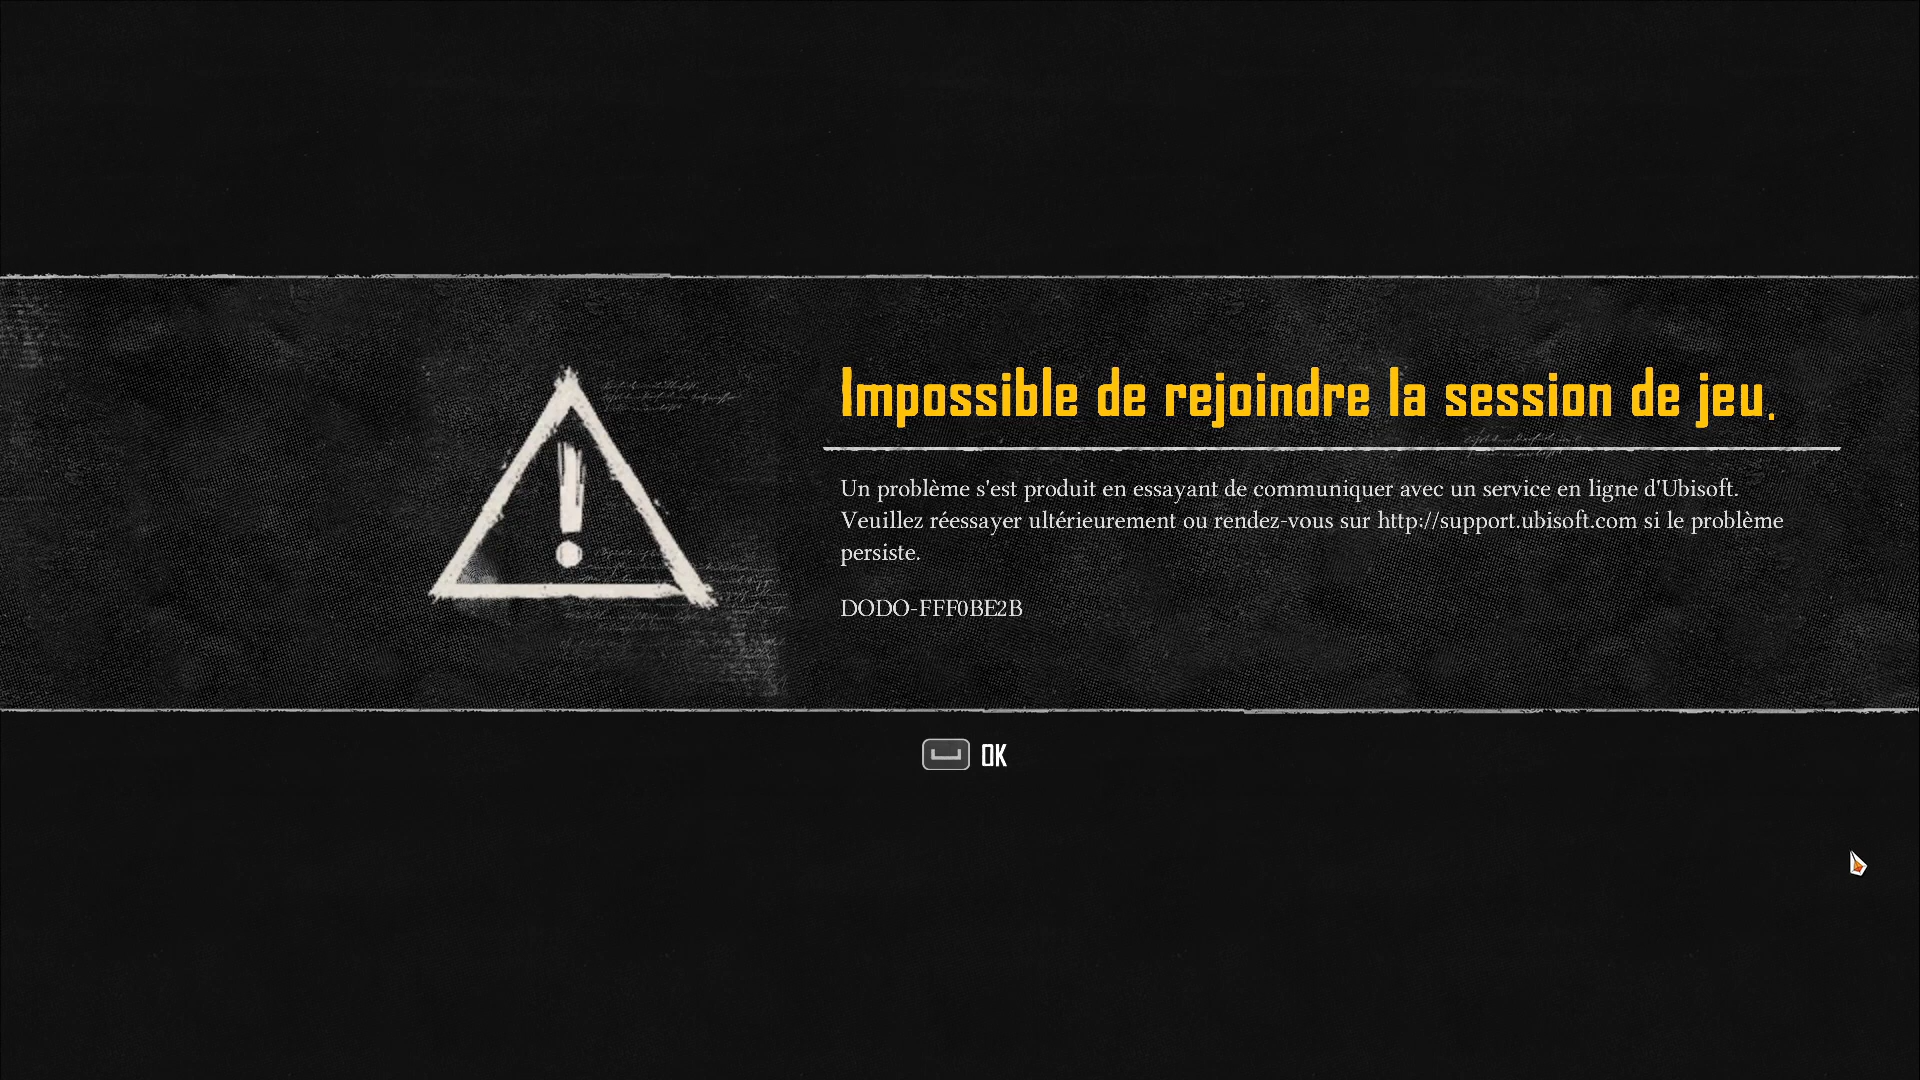 Impossible de rejoindre la session de jeu.
Un problème s'est produit en essayant de communiquer avec un service en ligne d'Ubisoft.
Veuillez réessayer ultérieurement ou rendez-vous sur http://support.ubisoft.com si le problème
persiste.
DODO-FFF0BE2B
OK